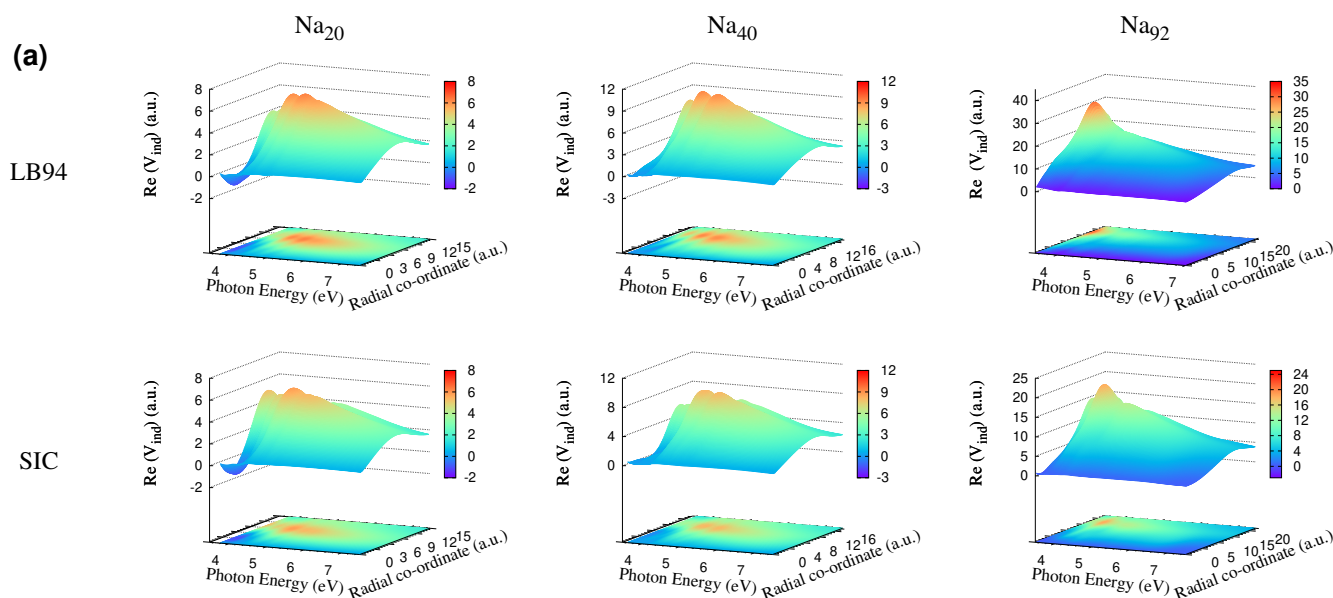 Na20 Na40 Na92
(a)
LB94
Re (Vind) (a.u.)
8
6
4
2
0
-2
8
6
4
2
0
-2
4 5 6 7
Photon Energy (eV)
0 3 6 9 12 15
Radial co-ordinate (a.u.)
Re (Vind) (a.u.)
12
9
6
3
0
-3
12
9
6
3
0
-3
4 5 6 7
Photon Energy (eV)
0 4 8 12 16
Radial co-ordinate (a.u.)
Re (Vind) (a.u.)
40
30
20
10
0
35
30
25
20
15
10
5
0
4 5 6 7
Photon Energy (eV)
0 5 10 15 20
Radial co-ordinate (a.u.)
SIC
Re (Vind) (a.u.)
8
6
4
2
0
-2
8
6
4
2
0
-2
4 5 6 7
Photon Energy (eV)
0 3 6 9 12 15
Radial co-ordinate (a.u.)
Re (Vind) (a.u.)
12
8
4
0
12
9
6
3
0
-3
4 5 6 7
Photon Energy (eV)
0 4 8 12 16
Radial co-ordinate (a.u.)
Re (Vind) (a.u.)
25
20
15
10
5
0
24
20
16
12
8
4
0
4 5 6 7
Photon Energy (eV)
0 5 10 15 20
Radial co-ordinate (a.u.)